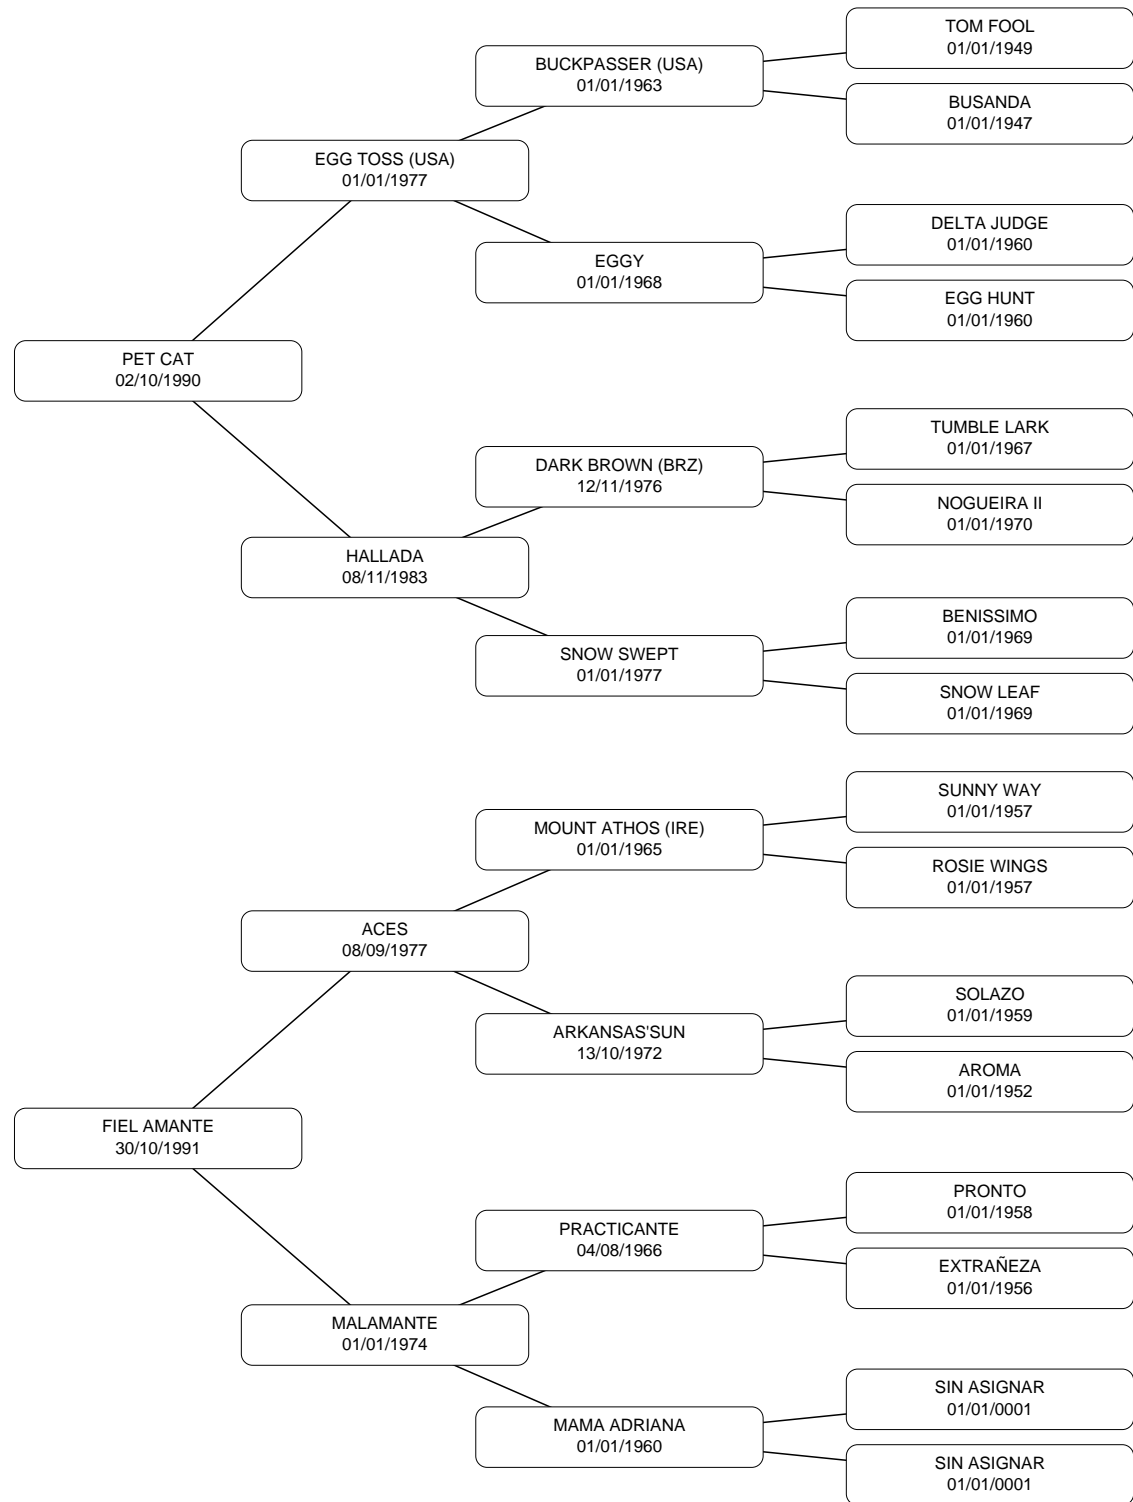 TOM FOOL
01/01/1949
BUCKPASSER (USA)
01/01/1963
BUSANDA
01/01/1947
EGG TOSS (USA)
01/01/1977
DELTA JUDGE
01/01/1960
EGGY
01/01/1968
EGG HUNT
01/01/1960
PET CAT
02/10/1990
TUMBLE LARK
01/01/1967
DARK BROWN (BRZ)
12/11/1976
NOGUEIRA II
01/01/1970
HALLADA
08/11/1983
BENISSIMO
01/01/1969
SNOW SWEPT
01/01/1977
SNOW LEAF
01/01/1969
SUNNY WAY
01/01/1957
MOUNT ATHOS (IRE)
01/01/1965
ROSIE WINGS
01/01/1957
ACES
08/09/1977
SOLAZO
01/01/1959
ARKANSAS'SUN
13/10/1972
AROMA
01/01/1952
FIEL AMANTE
30/10/1991
PRONTO
01/01/1958
PRACTICANTE
04/08/1966
EXTRAÑEZA
01/01/1956
MALAMANTE
01/01/1974
SIN ASIGNAR
01/01/0001
MAMA ADRIANA
01/01/1960
SIN ASIGNAR
01/01/0001